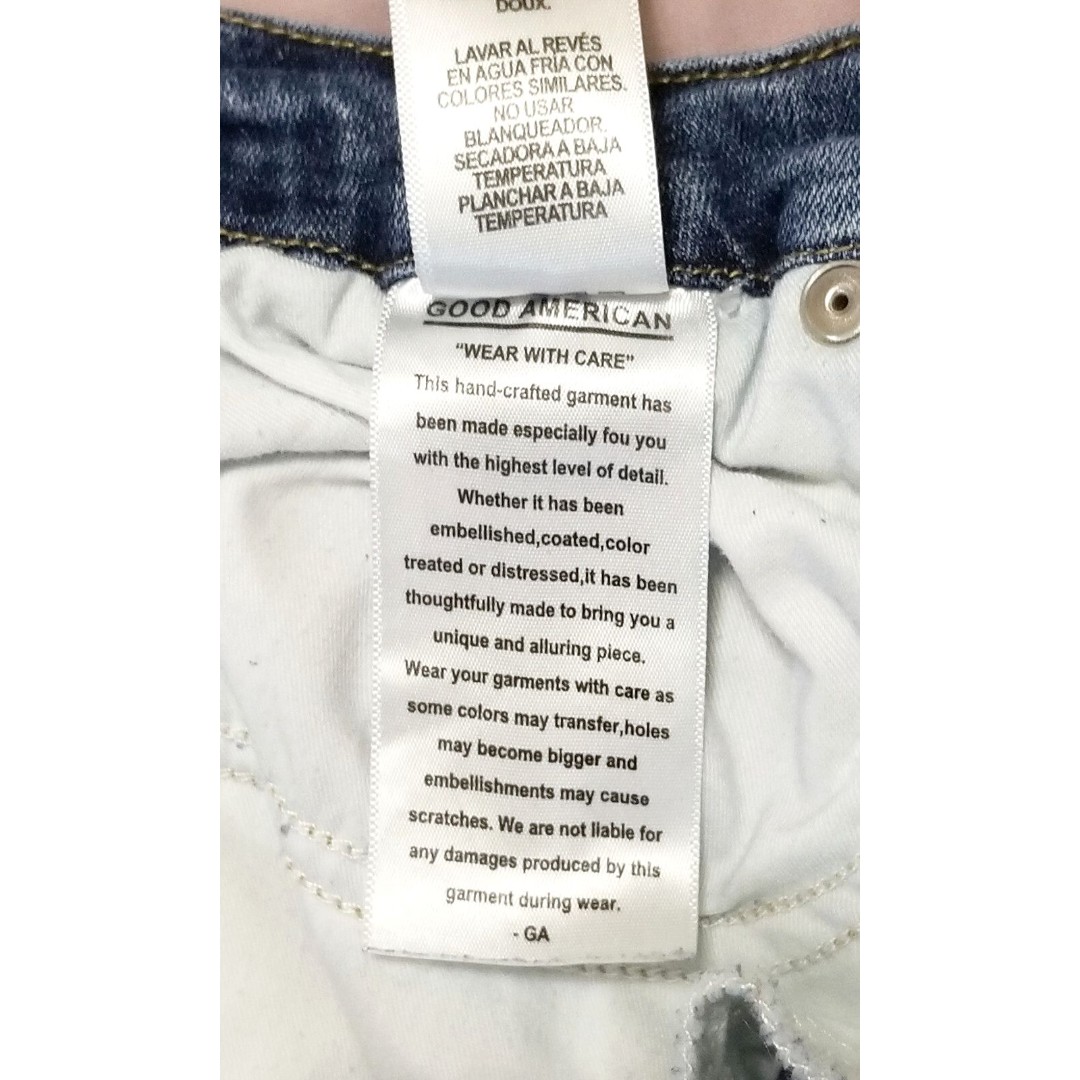 DOUX.
LAVAR AL REVÉS
EN AGUA FRÍA CON
COLORES SIMILARES.
NO USAR
BLANQUEADOR.
SECADORA A BAJA
TEMPERATURA
PLANCHAR A BAJA
TEMPERATURA
GOOD AMERICAN
"WEAR WITH CARE"
This hand-crafted garment has
been made especially fou you
with the highest level of detail.
Whether it has been
embellished,coated,color
treated or distressed,it has been
thoughtfully made to bring you a
unique and alluring piece.
Wear your garments with care as
some colors may transfer,holes
may become bigger and
embellishments may cause
scratches. We are not liable for
any damages produced by this
garment during wear.
- GA